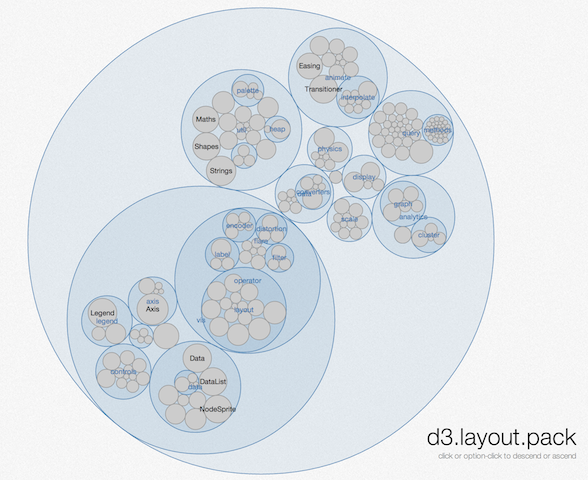 Easing
animate
Transitioner
interpolate
palette
Maths
util
heap
Shapes
Strings
query
methods
physics
display
data
converters
scale
graph
analytics
cluster
encoder
distortion
flare
label
filter
operator
layout
vis
axis
Axis
Legend
legend
controls
Data
data
DataList
NodeSprite
d3.layout.pack
click or option-click to descend or ascend